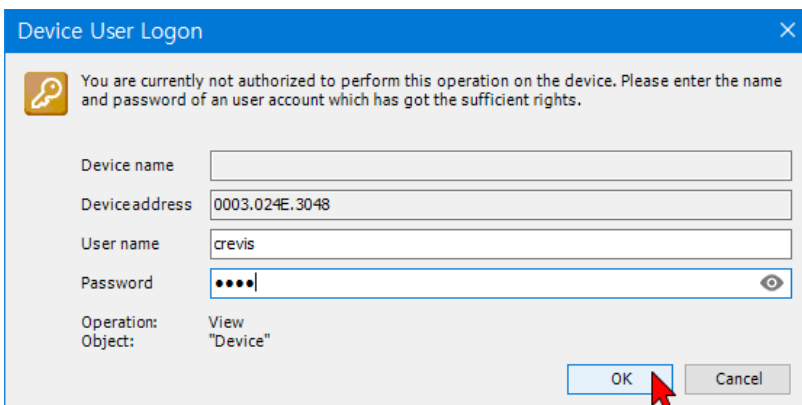 Device User Logon
You are currently not authorized to perform this operation on the device. Please enter the name
and password of an user account which has got the sufficient rights.
Device name
Device address 0003.024E.3048
User name crevis
Password ••••
Operation: View
Object: "Device"
OK Cancel